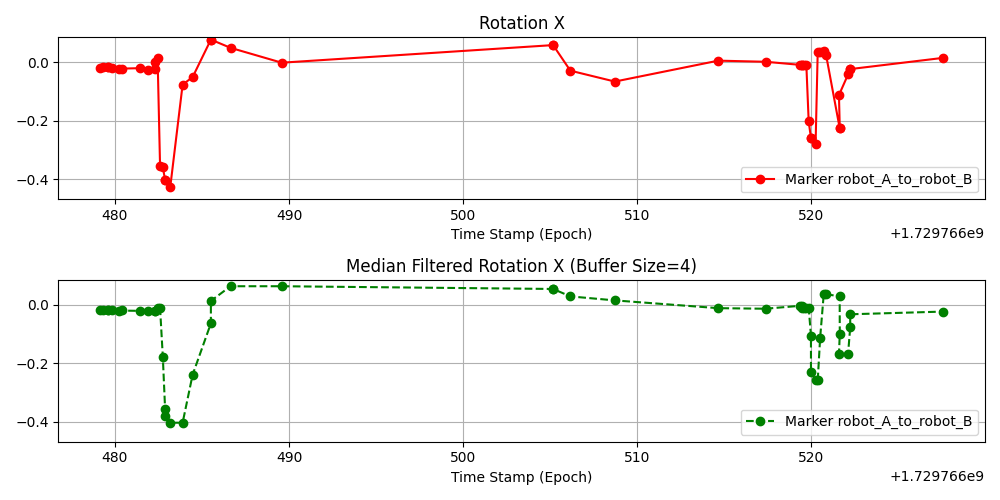 Rotation X
0.0
−0.2
−0.4
Marker robot_A_to_robot_B
480 490 500 510 520
Time Stamp (Epoch)
+1.729766e9
Median Filtered Rotation X (Buffer Size=4)
0.0
−0.2
−0.4
Marker robot_A_to_robot_B
480 490 500 510 520
Time Stamp (Epoch)
+1.729766e9